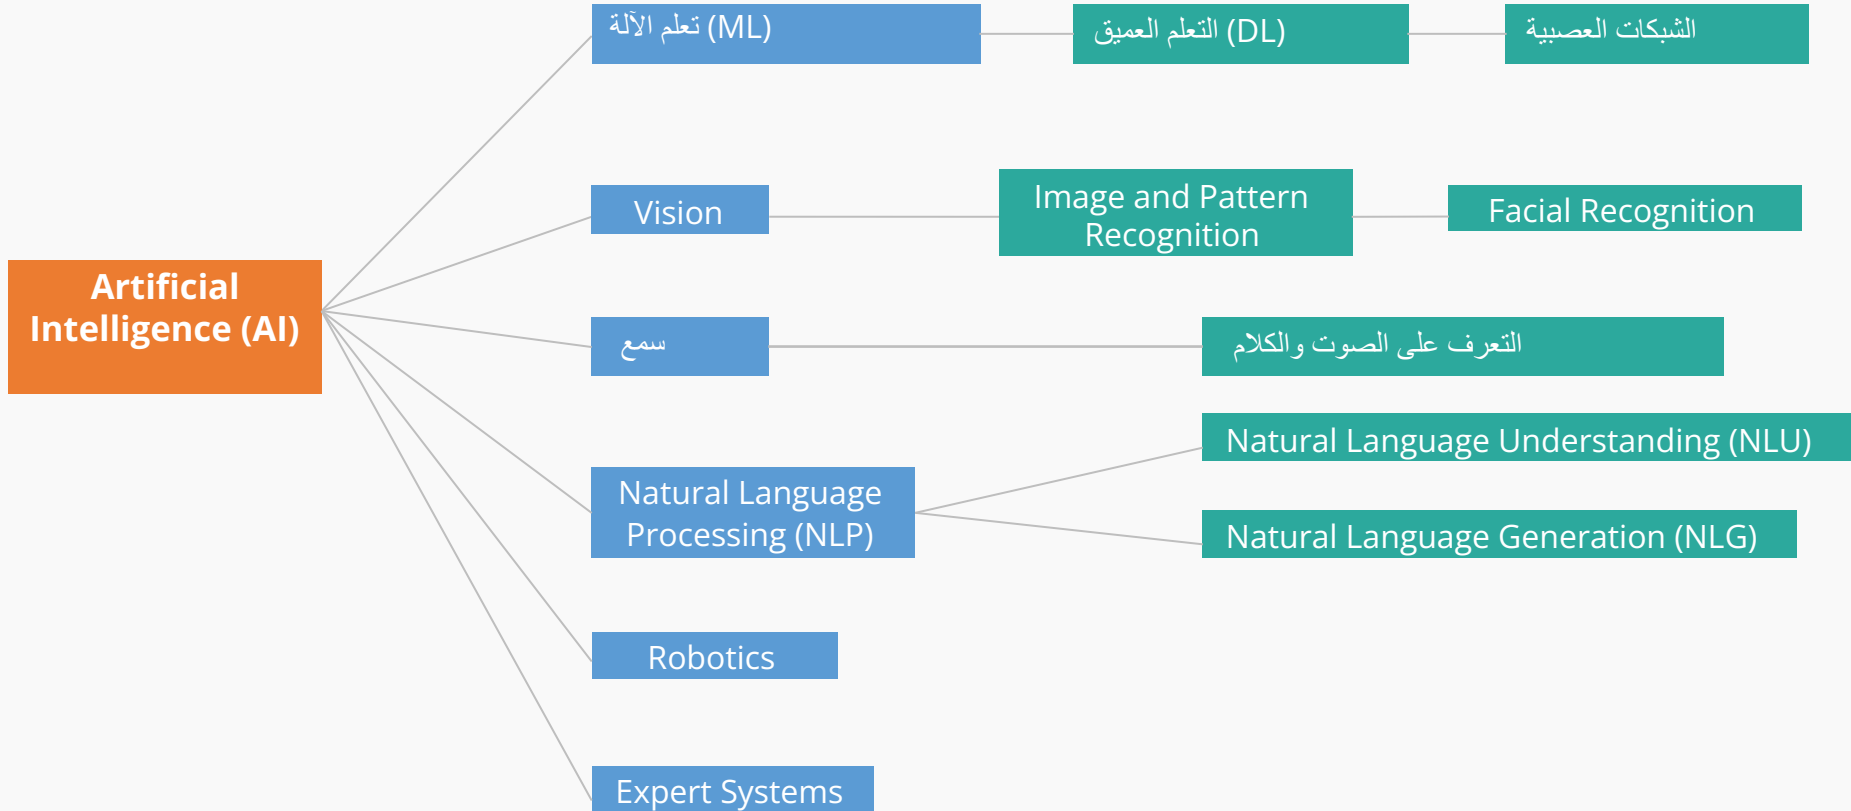 تعلم الآلة (ML)
التعلم العميق (DL)
الشبكات العصبية
Vision
Image and Pattern
Recognition
Facial Recognition
Artificial
Intelligence (AI)
سمع
التعرف على الصوت والكلام
Natural Language
Processing (NLP)
Natural Language Understanding (NLU)
Natural Language Generation (NLG)
Robotics
Expert Systems